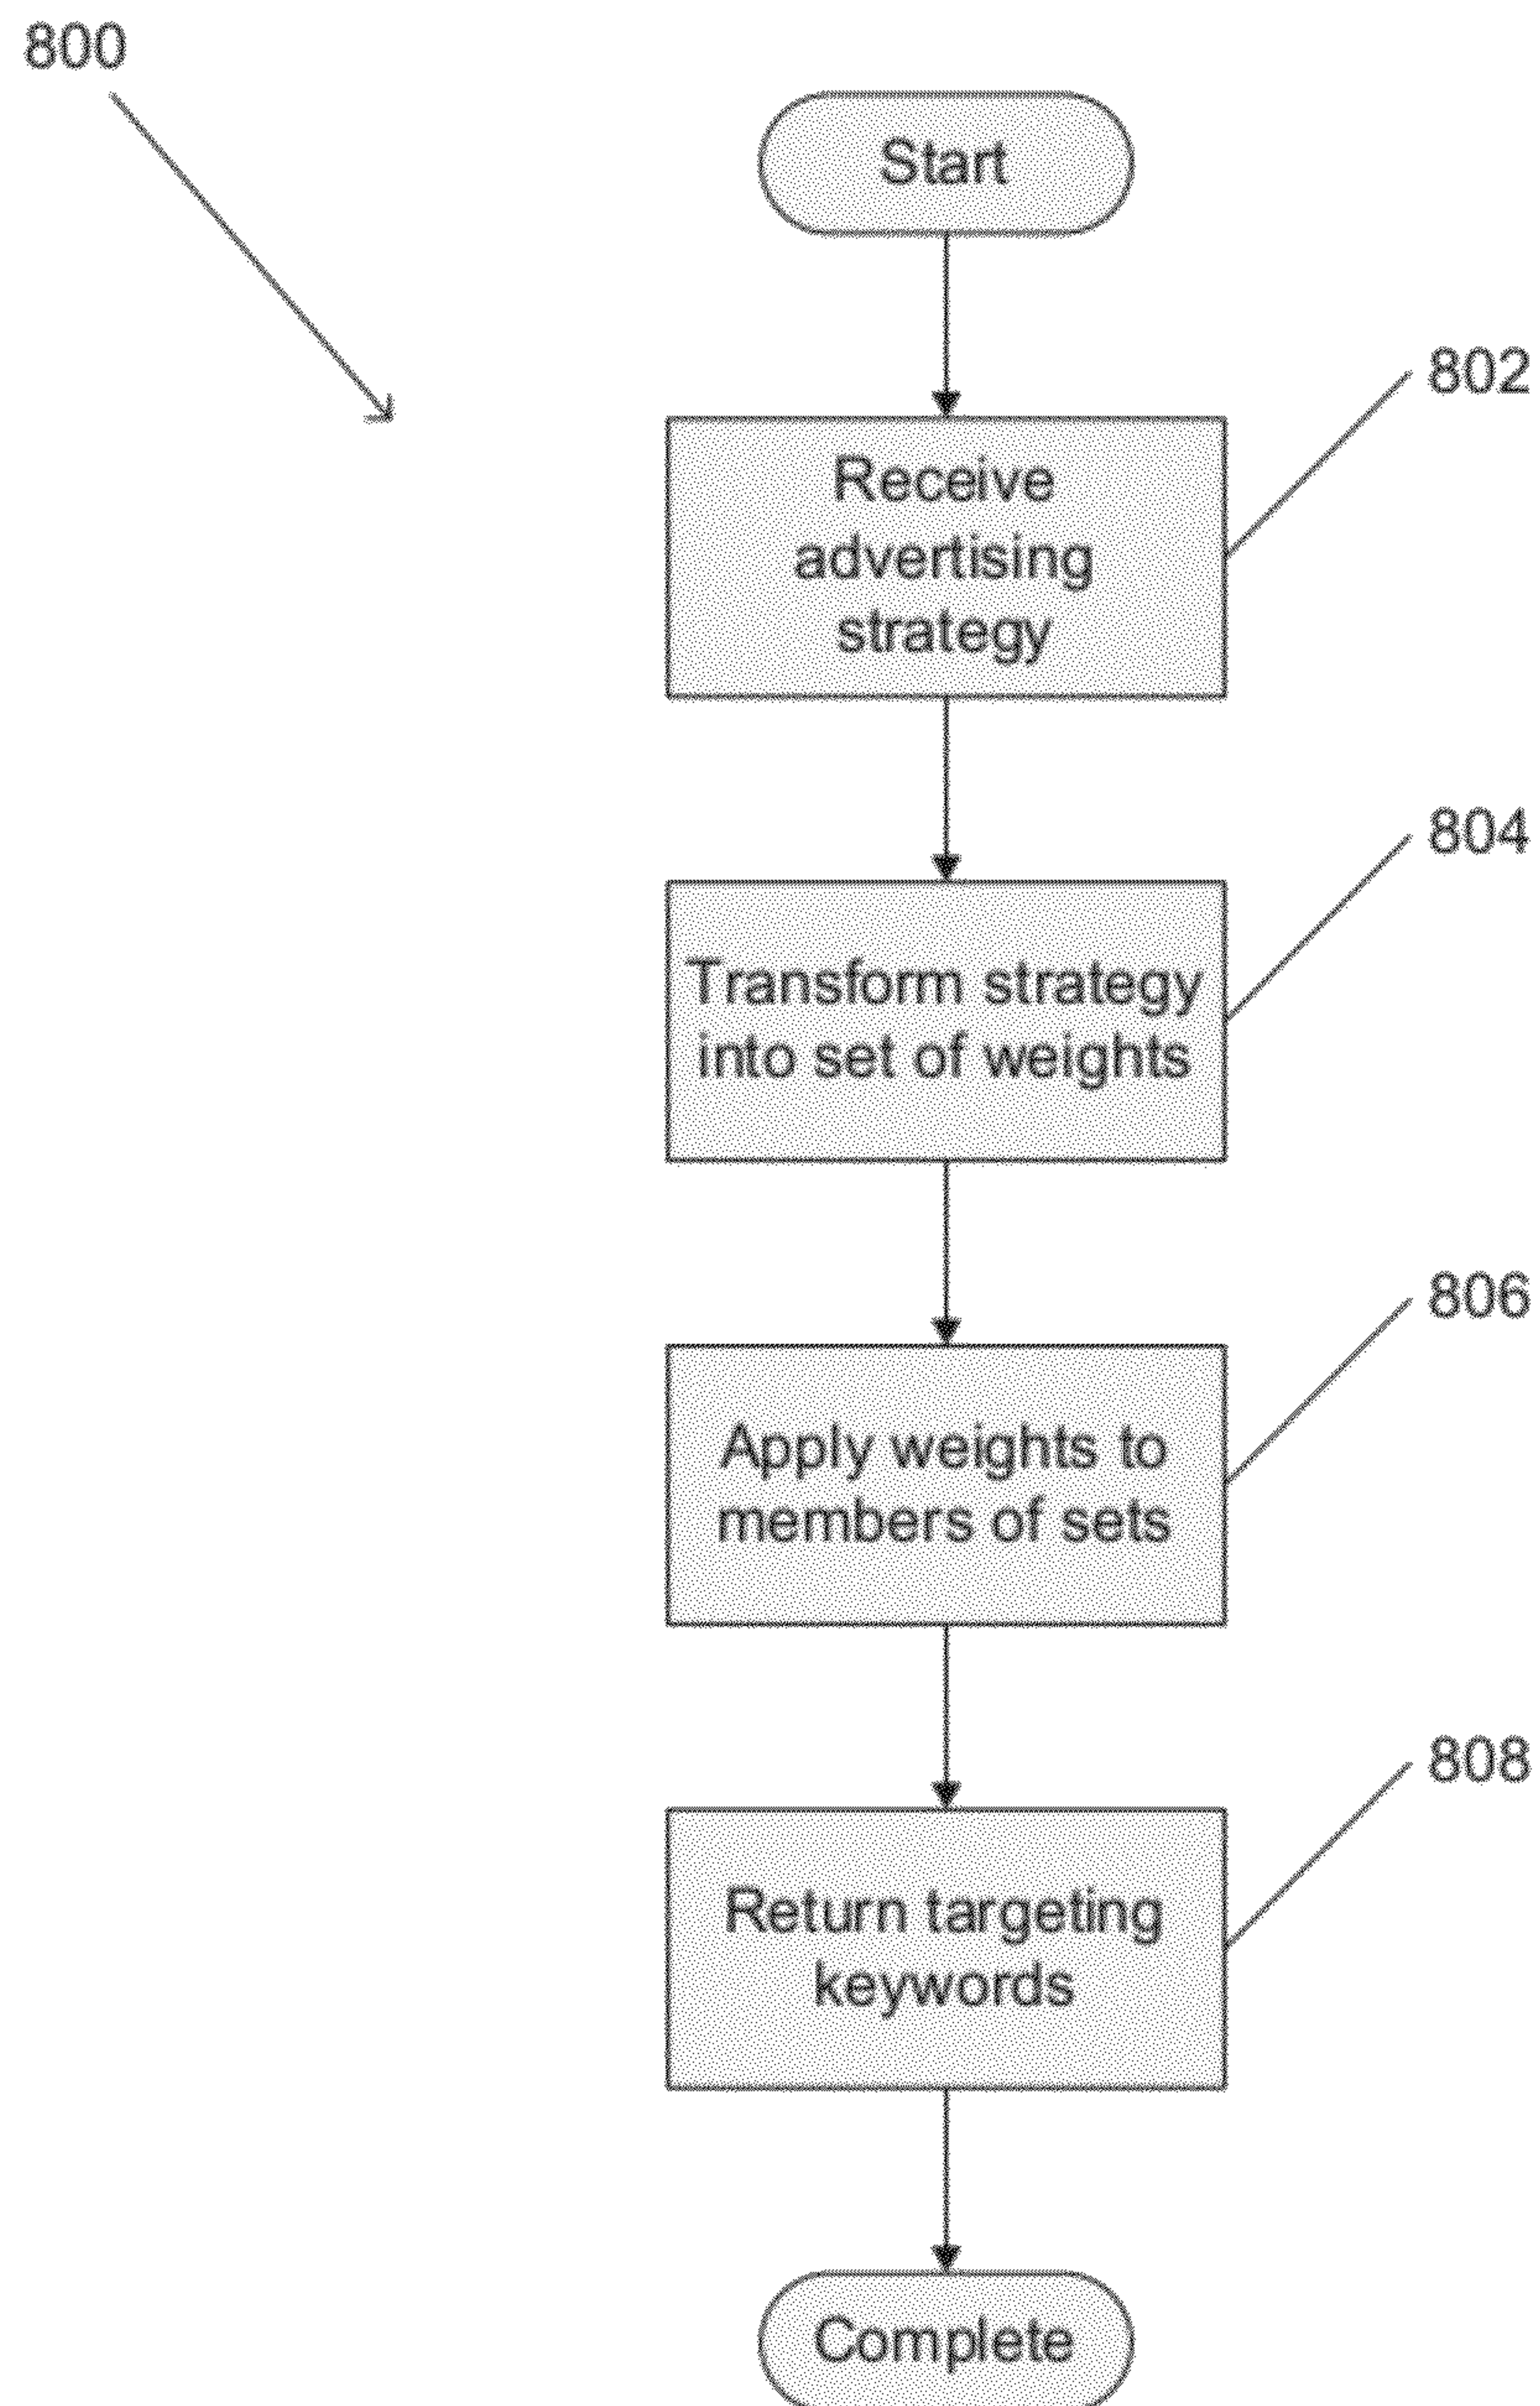 800
Start
802
Receive
advertising
strategy
804
Transform strategy
into set of weights
806
Apply weights to
members of sets
808
Return targeting
keywords
Complete